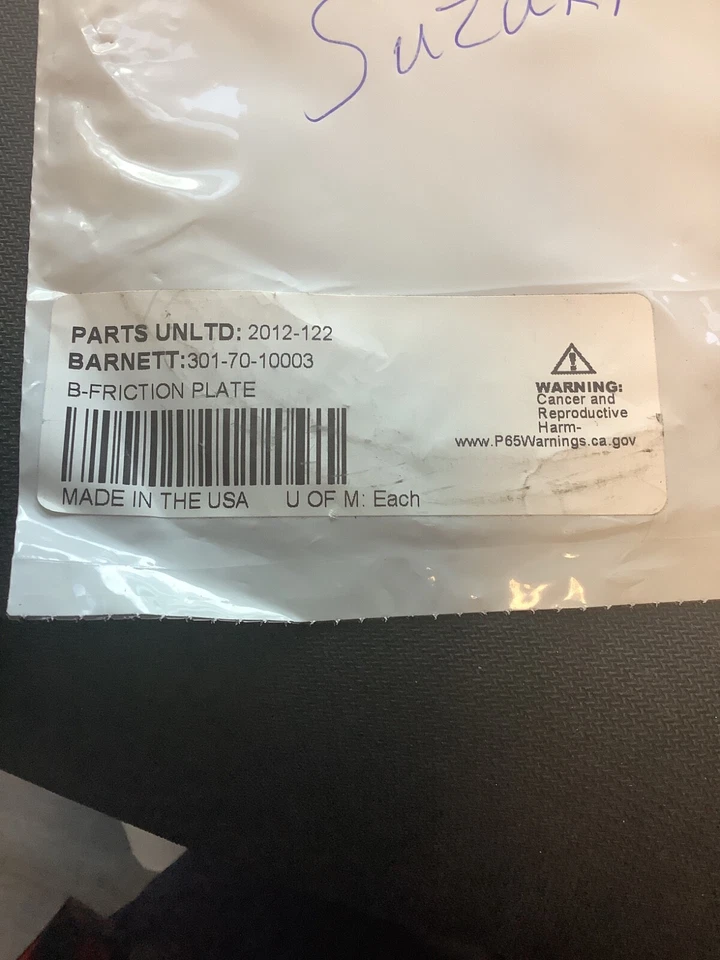 Suzuki
PARTS UNLTD: 2012-122
BARNETT:301-70-10003
B-FRICTION PLATE
MADE IN THE USA U OF M: Each
WARNING:
Cancer and
Reproductive
Harm-
www.P65Warnings.ca.gov